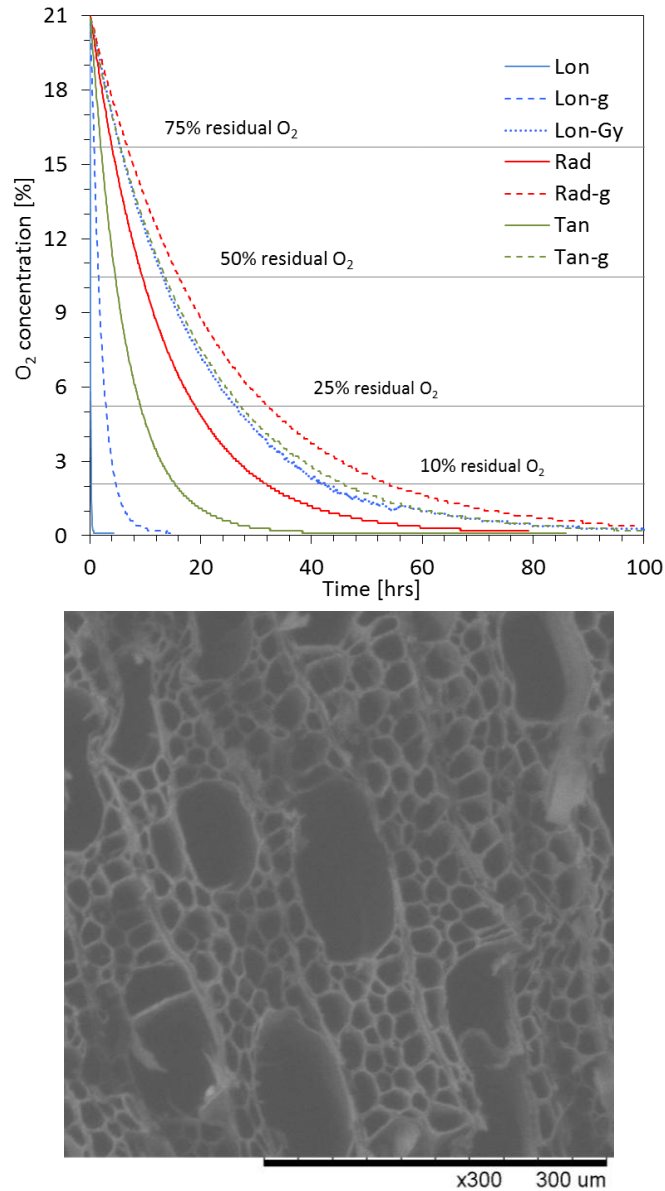 21
18
15
12
9
6
3
0
O₂ concentration [%]
75% residual O₂
50% residual O₂
25% residual O₂
10% residual O₂
Lon
Lon-g
Lon-Gy
Rad
Rad-g
Tan
Tan-g
0 20 40 60 80 100
Time [hrs]
x300 300 um